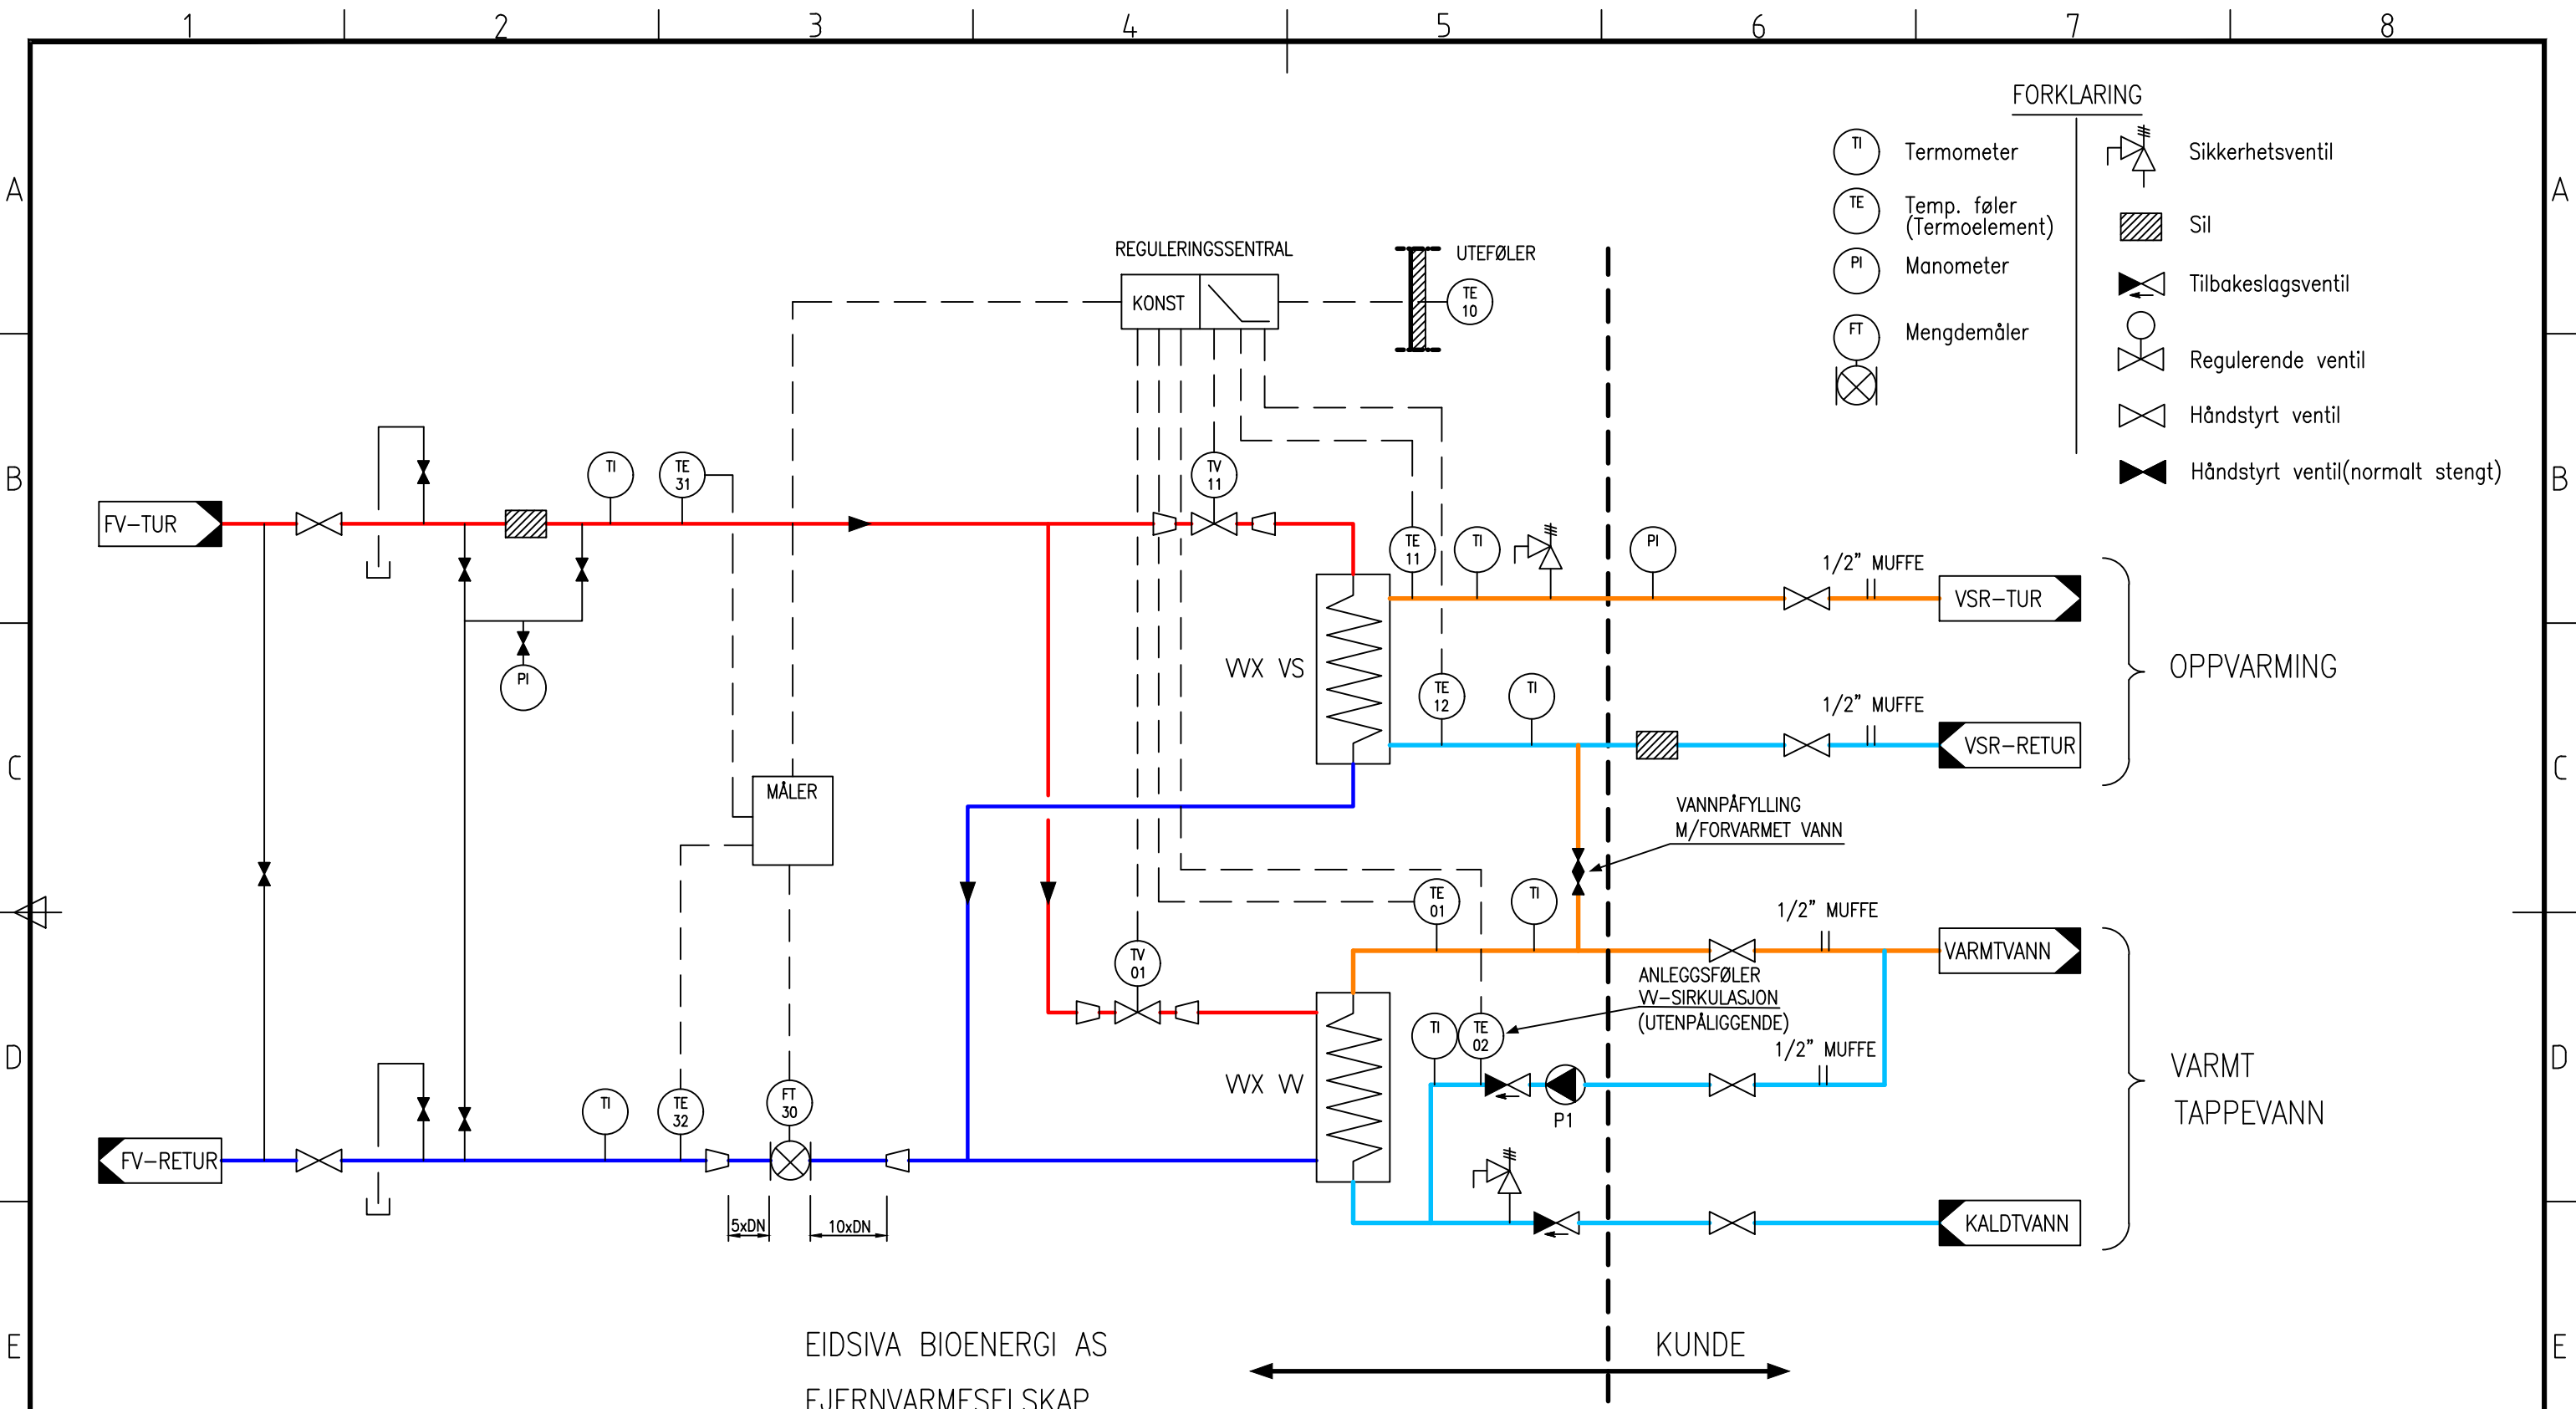 1 2 3 4 5 6 7 8
FORKLARING
A
TI Termometer
Sikkerhetsventil
A
TE Temp. føler
(Termoelement)
Sil
PI Manometer
Tilbakeslagsventil
FT Mengdemåler
Regulerende ventil
Håndstyrt ventil
Håndstyrt ventil(normalt stengt)
REGULERINGSSENTRAL
UTEFØLER
KONST
TE
10
B
B
TI
TE
31
TV
11
FV-TUR
TE
11
TI
PI
1/2" MUFFE
VSR-TUR
PI
VVX VS
OPPVARMING
TE
12
TI
1/2" MUFFE
VSR-RETUR
C
C
MÅLER
VANNPÅFYLLING
M/FORVARMET VANN
TE
01
TI
1/2" MUFFE
VARMTVANN
TV
01
ANLEGGSFØLER
VV-SIRKULASJON
(UTENPÅLIGGENDE)
TI
TE
02
1/2" MUFFE
D
D
VVX VV
P1
VARMT
TAPPEVANN
TI
TE
32
FT
30
FV-RETUR
5xDN
10xDN
KALDTVANN
E
E
EIDSIVA BIOENERGI AS
KUNDE
FJERNVARMESELSKAP